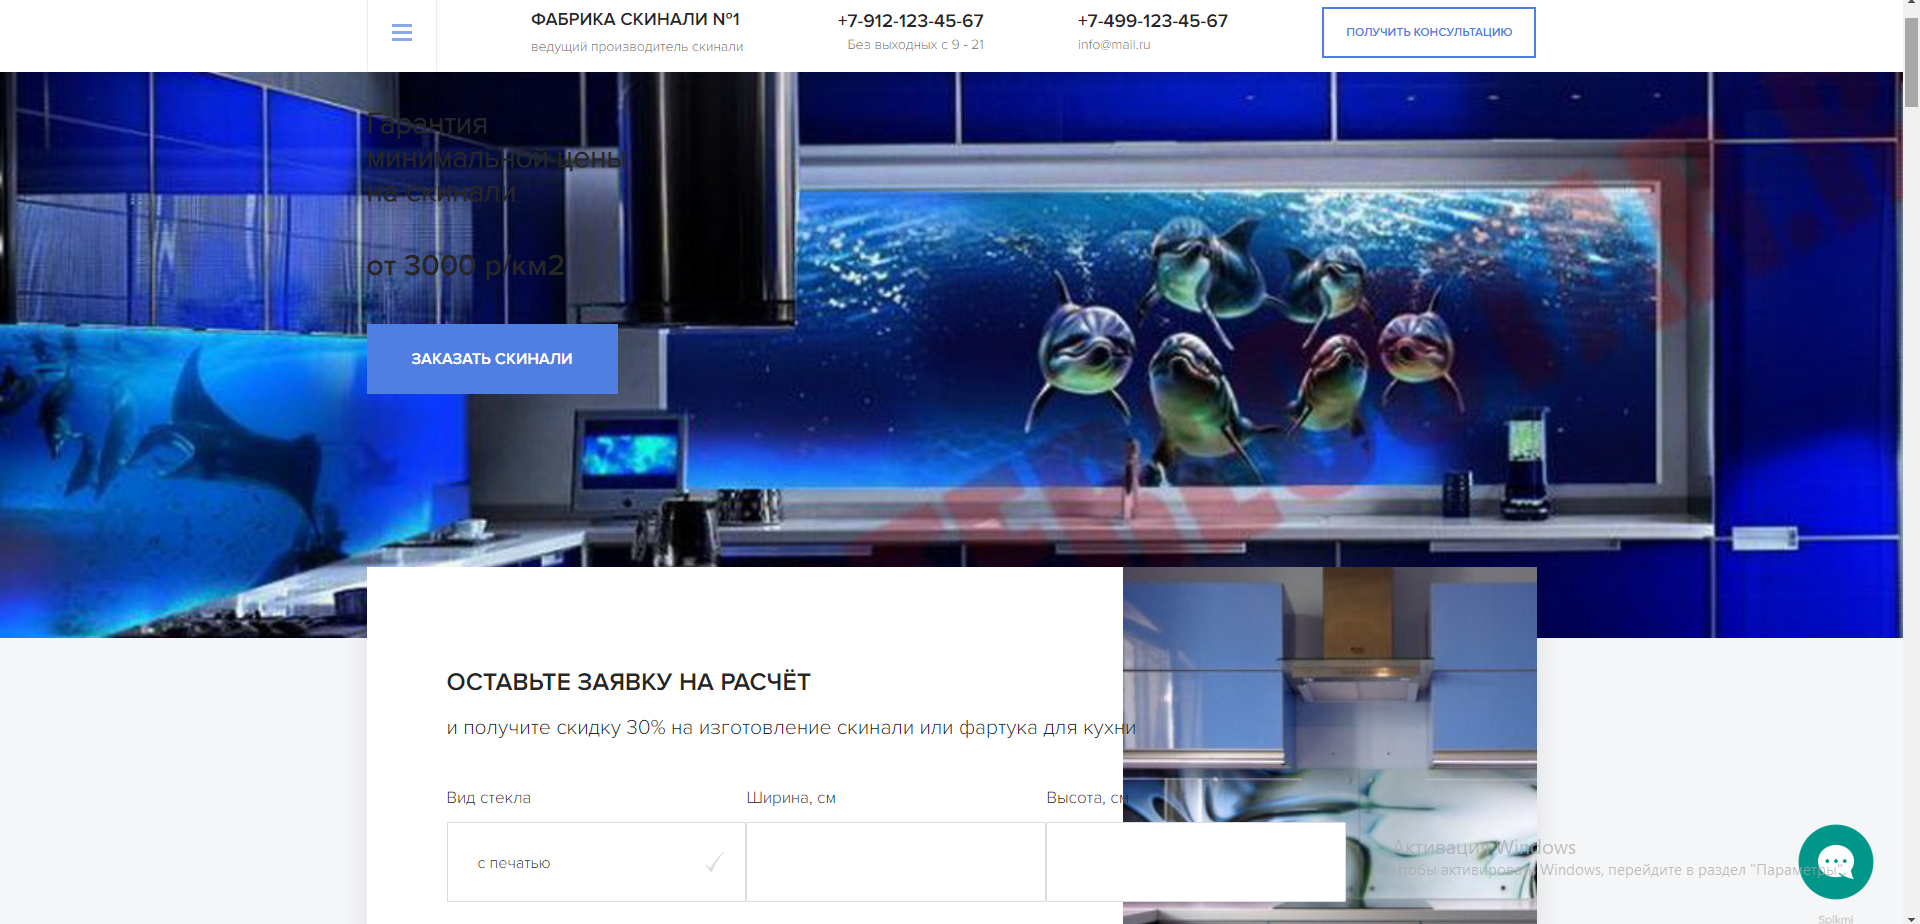 ФАБРИКА СКИНАЛИ №1
ведущий производитель скинали
+7-912-123-45-67
Без выходных с 9 - 21
+7-499-123-45-67
info@mail.ru
ПОЛУЧИТЬ КОНСУЛЬТАЦИЮ
Гарантия
минимальной цены
на скинали
от 3000 р/км2
ЗАКАЗАТЬ СКИНАЛИ
ОСТАВЬТЕ ЗАЯВКУ НА РАСЧЁТ
и получите скидку 30% на изготовление скинали или фартука для кухни
Вид стекла
Ширина, см
Высота, см
с печатью
Активация Windows
Чтобы активировать Windows, перейдите в раздел "Параметры".
Spikmi